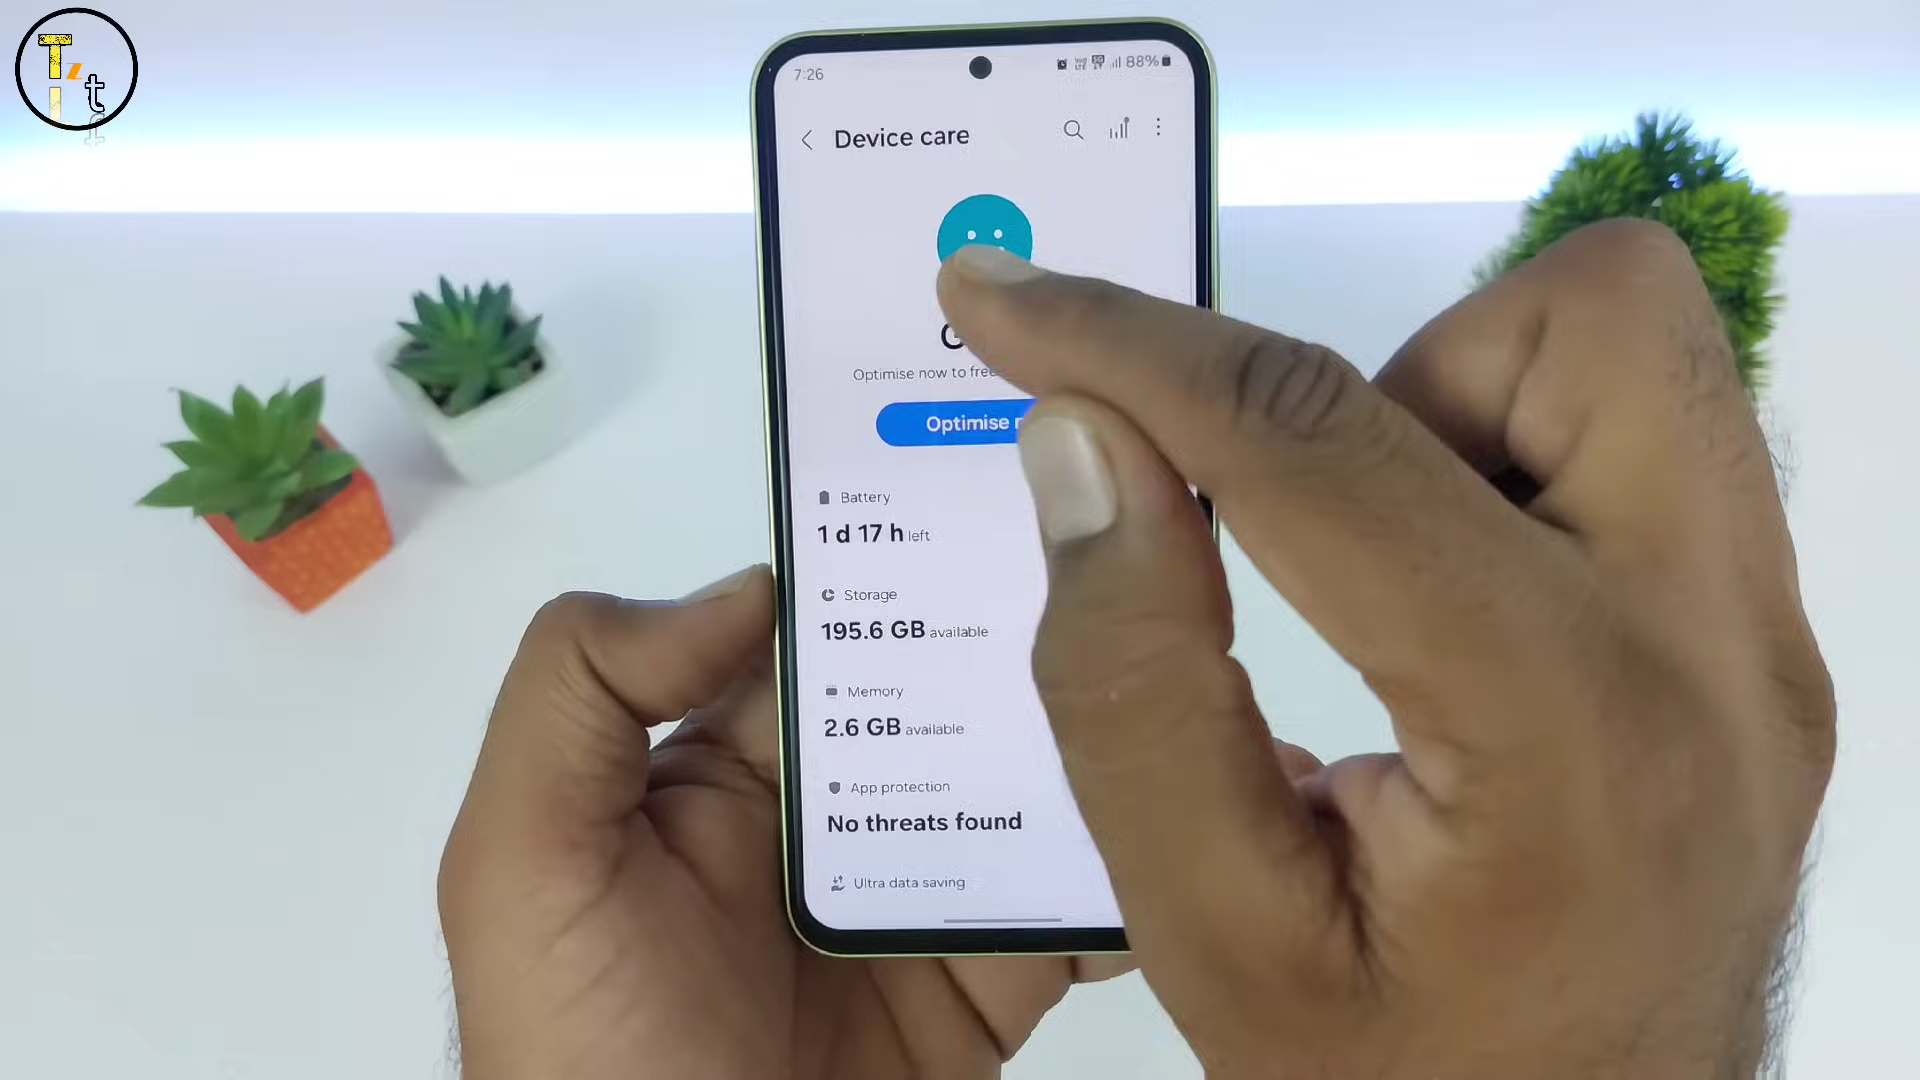 T
z
t
7:26
88%
Device care
Optimise now to free
Optimise
Battery
1 d 17 h left
Storage
195.6 GB available
Memory
2.6 GB available
App protection
No threats found
Ultra data saving